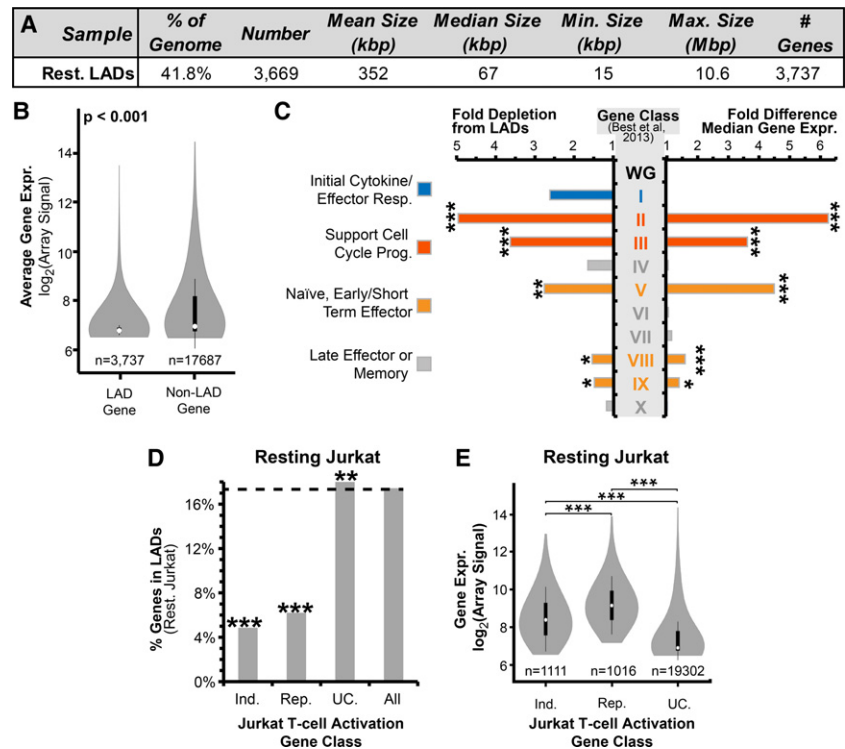 A
Sample % of Genome Number Mean Size (kbp) Median Size (kbp) Min. Size (kbp) Max. Size (Mbp) # Genes
Rest. LADs 41.8% 3,669 352 67 15 10.6 3,737
B
p < 0.001
Average Gene Expr.
log2(Array Signal)
14
12
10
8
6
n=3,737 n=17687
LAD Gene
Non-LAD Gene
C
Fold Depletion from LADs
Gene Class
(Best et al, 2013)
Fold Difference
Median Gene Expr.
5 4 3 2 1
1 2 3 4 5 6
WG
Initial Cytokine/
Effector Resp.
Support Cell
Cycle Prog.
Naïve, Early/Short
Term Effector
Late Effector or
Memory
I
*** II ***
*** III ***
IV
** V ***
VI
VII
* VIII ***
* IX *
X
D
Resting Jurkat
% Genes in LADs
(Rest. Jurkat)
16%
12%
8%
4%
0%
*** *** **
Ind. Rep. UC. All
Jurkat T-cell Activation
Gene Class
E
Resting Jurkat
Gene Expr.
log2(Array Signal)
14
12
10
8
6
***
***
***
n=1111 n=1016 n=19302
Ind. Rep. UC.
Jurkat T-cell Activation
Gene Class